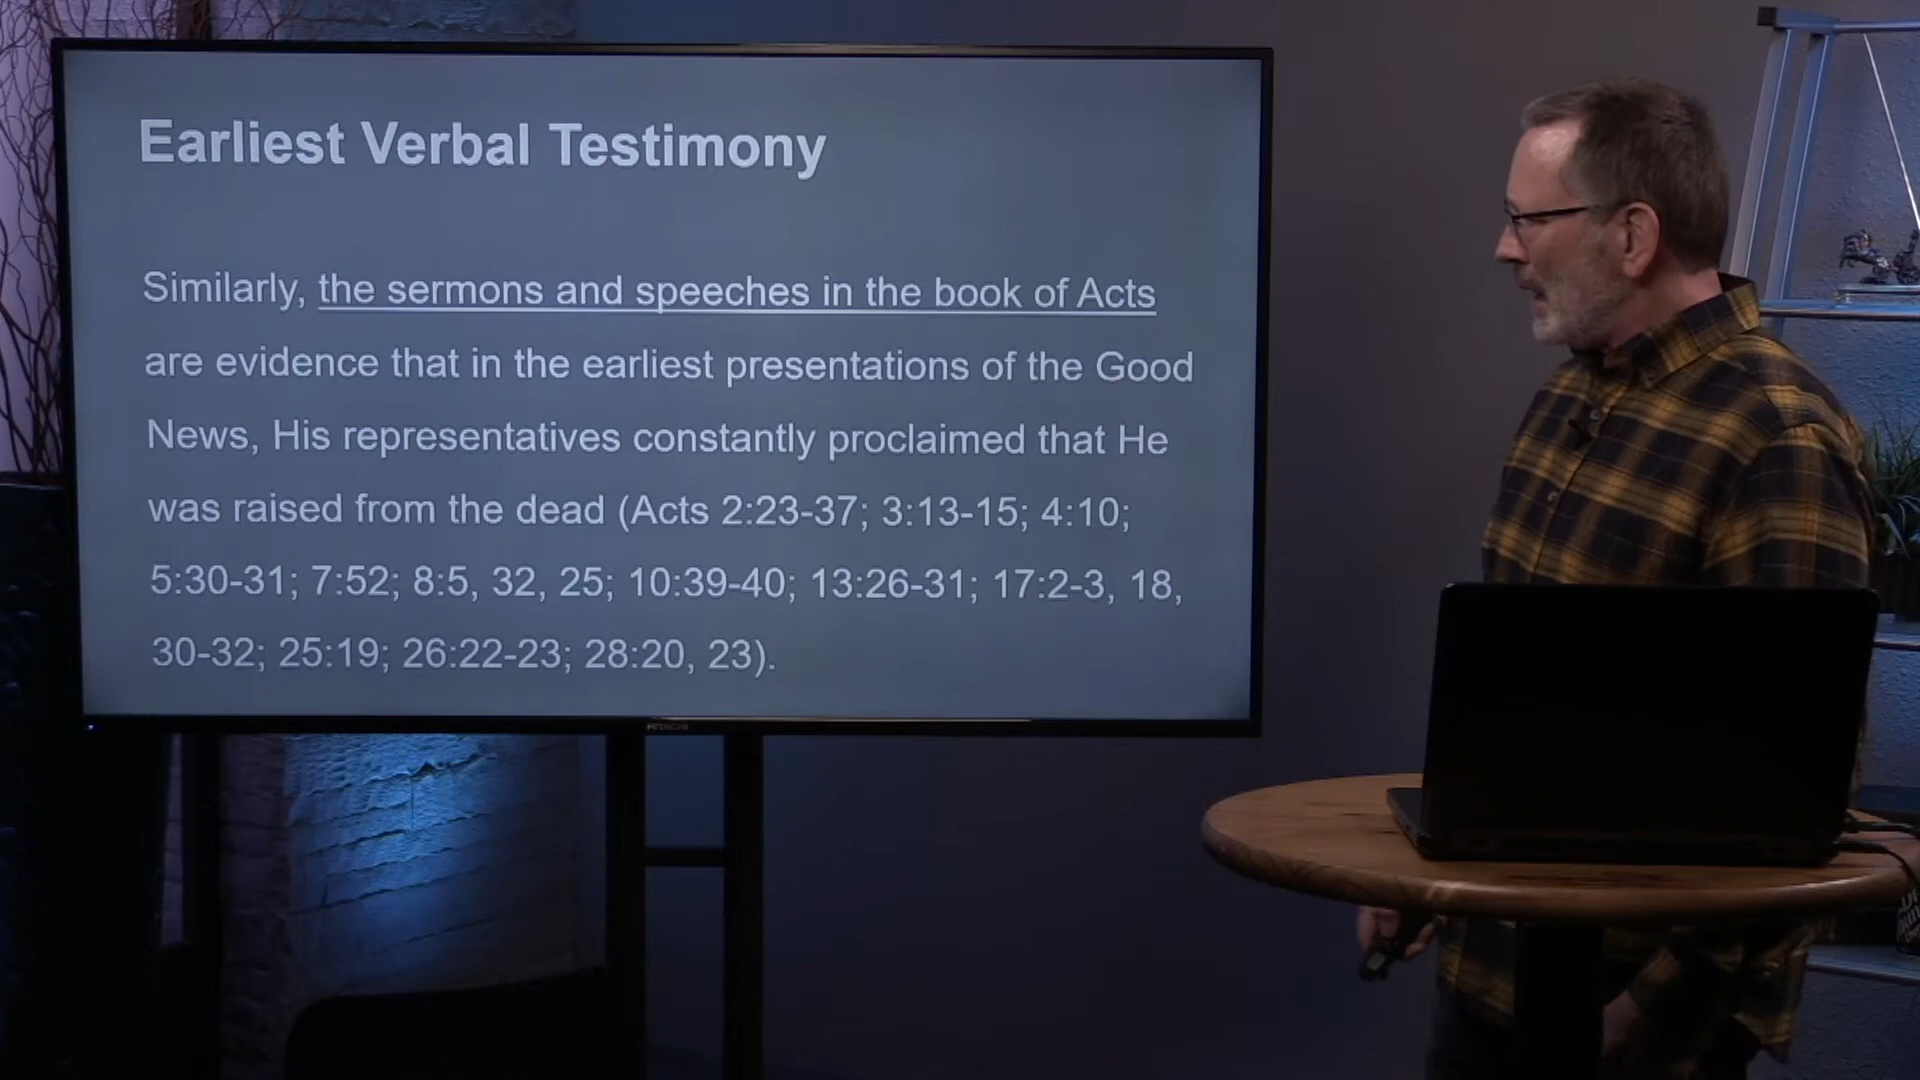 Earliest Verbal Testimony
Similarly, the sermons and speeches in the book of Acts
are evidence that in the earliest presentations of the Good
News, His representatives constantly proclaimed that He
was raised from the dead (Acts 2:23-37; 3:13-15; 4:10;
5:30-31; 7:52; 8:5, 32, 25; 10:39-40; 13:26-31; 17:2-3, 18,
30-32; 25:19; 26:22-23; 28:20, 23).
HITACHI